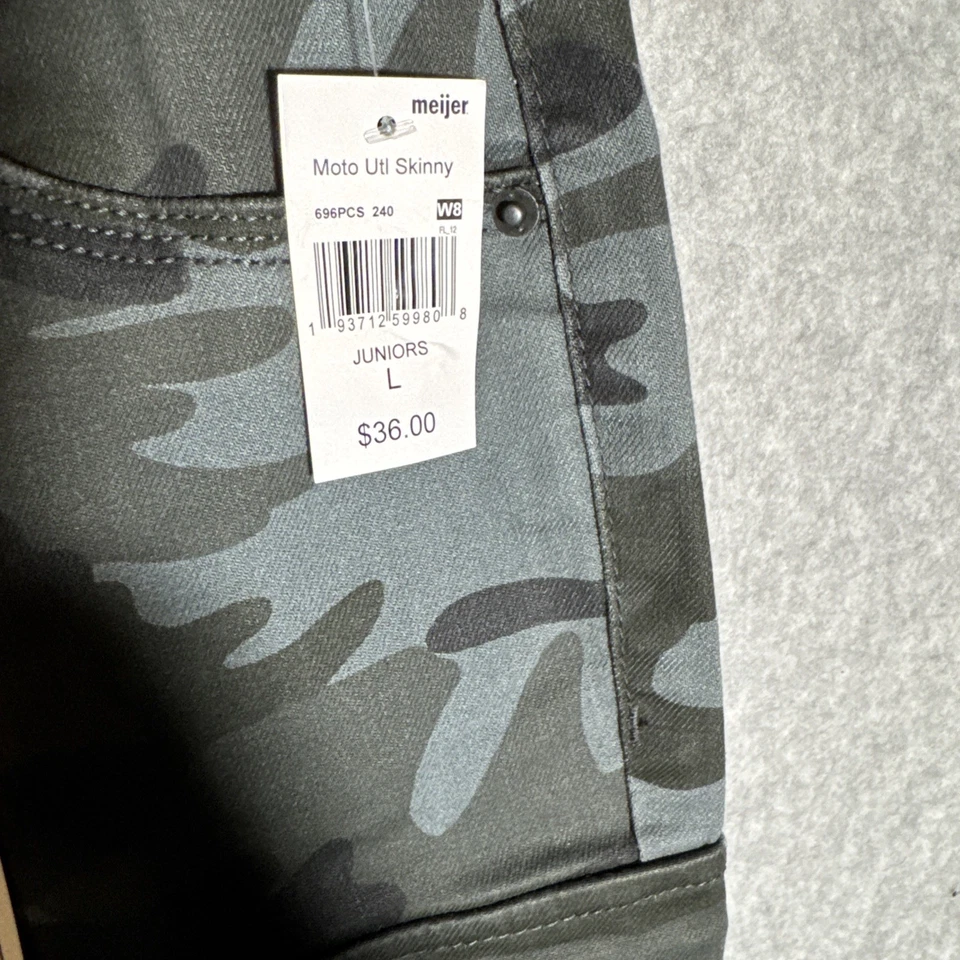 meijer
Moto Utl Skinny
696PCS 240 W8
FL_12
1 93712 59980 8
JUNIORS
L
$36.00